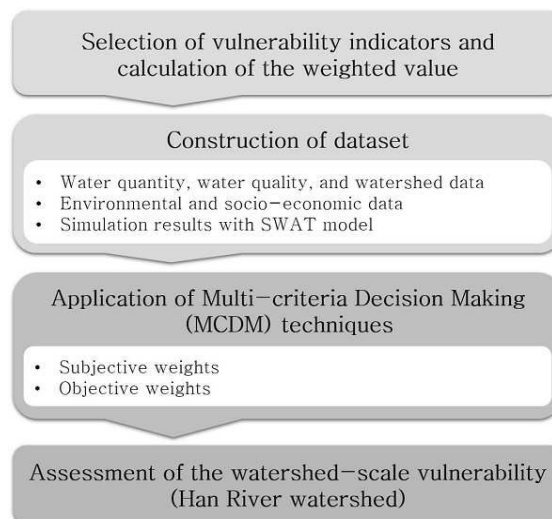 Selection of vulnerability indicators and
calculation of the weighted value
Construction of dataset
• Water quantity, water quality, and watershed data
• Environmental and socio-economic data
• Simulation results with SWAT model
Application of Multi-criteria Decision Making
(MCDM) techniques
• Subjective weights
• Objective weights
Assessment of the watershed-scale vulnerability
(Han River watershed)